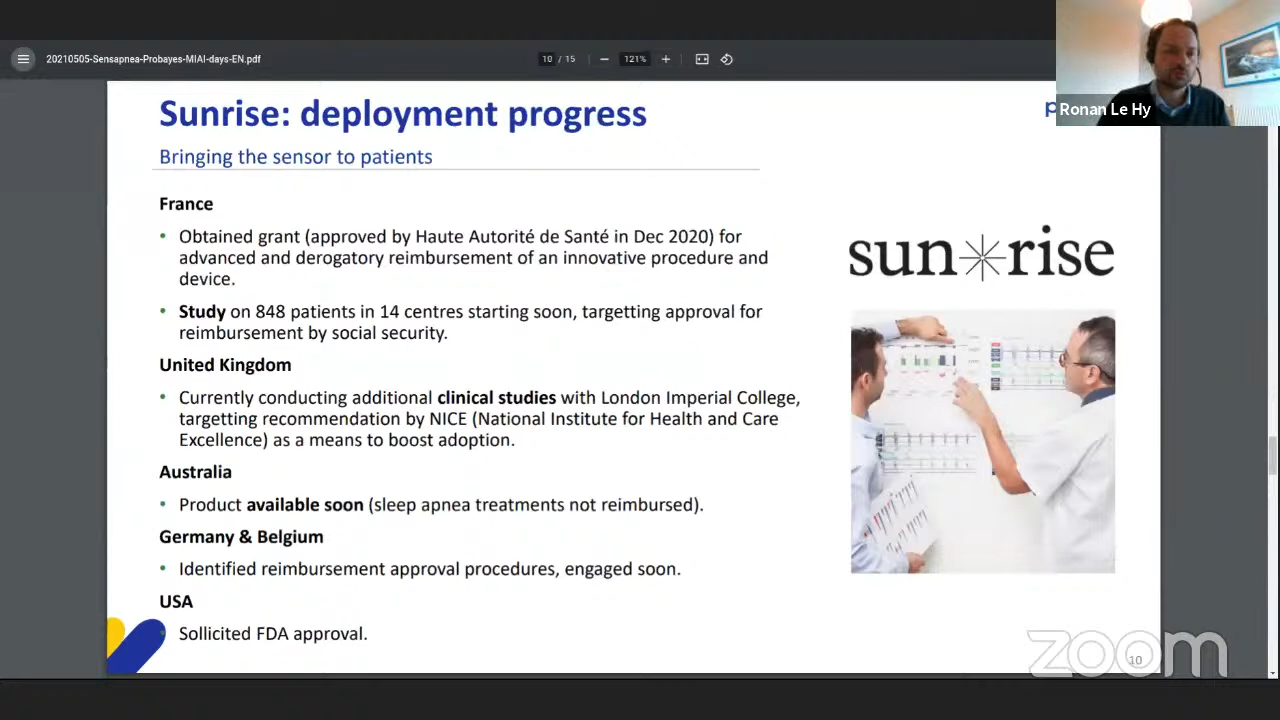 20210505-Sensapnea-Probayes-MIAI-days-EN.pdf
10 / 15
121%
Ronan Le Hy
Sunrise: deployment progress
Bringing the sensor to patients
France
• Obtained grant (approved by Haute Autorité de Santé in Dec 2020) for
advanced and derogatory reimbursement of an innovative procedure and
device.
• Study on 848 patients in 14 centres starting soon, targetting approval for
reimbursement by social security.
United Kingdom
• Currently conducting additional clinical studies with London Imperial College,
targetting recommendation by NICE (National Institute for Health and Care
Excellence) as a means to boost adoption.
Australia
• Product available soon (sleep apnea treatments not reimbursed).
Germany & Belgium
• Identified reimbursement approval procedures, engaged soon.
USA
• Sollicited FDA approval.
sun rise
10
zoom